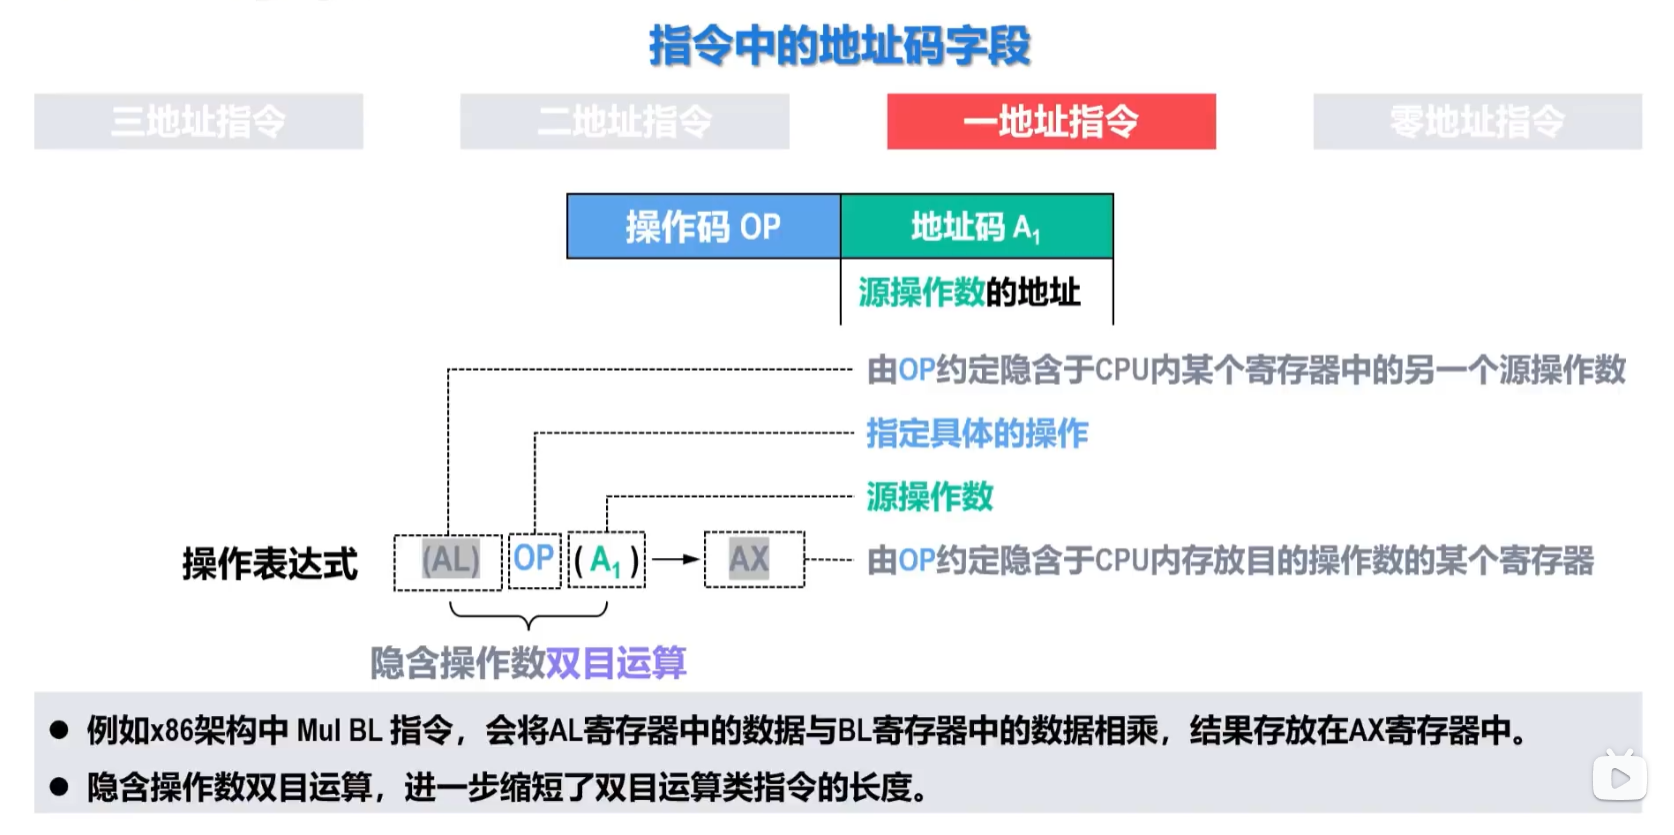 指令中的地址码字段
三地址指令
二地址指令
一地址指令
零地址指令
操作码 OP
地址码 A1
源操作数的地址
由OP约定隐含于CPU内某个寄存器中的另一个源操作数
指定具体的操作
源操作数
操作表达式
(AL) OP (A1) AX
由OP约定隐含于CPU内存放目的操作数的某个寄存器
隐含操作数双目运算
● 例如x86架构中 Mul BL 指令，会将AL寄存器中的数据与BL寄存器中的数据相乘，结果存放在AX寄存器中。
● 隐含操作数双目运算，进一步缩短了双目运算类指令的长度。